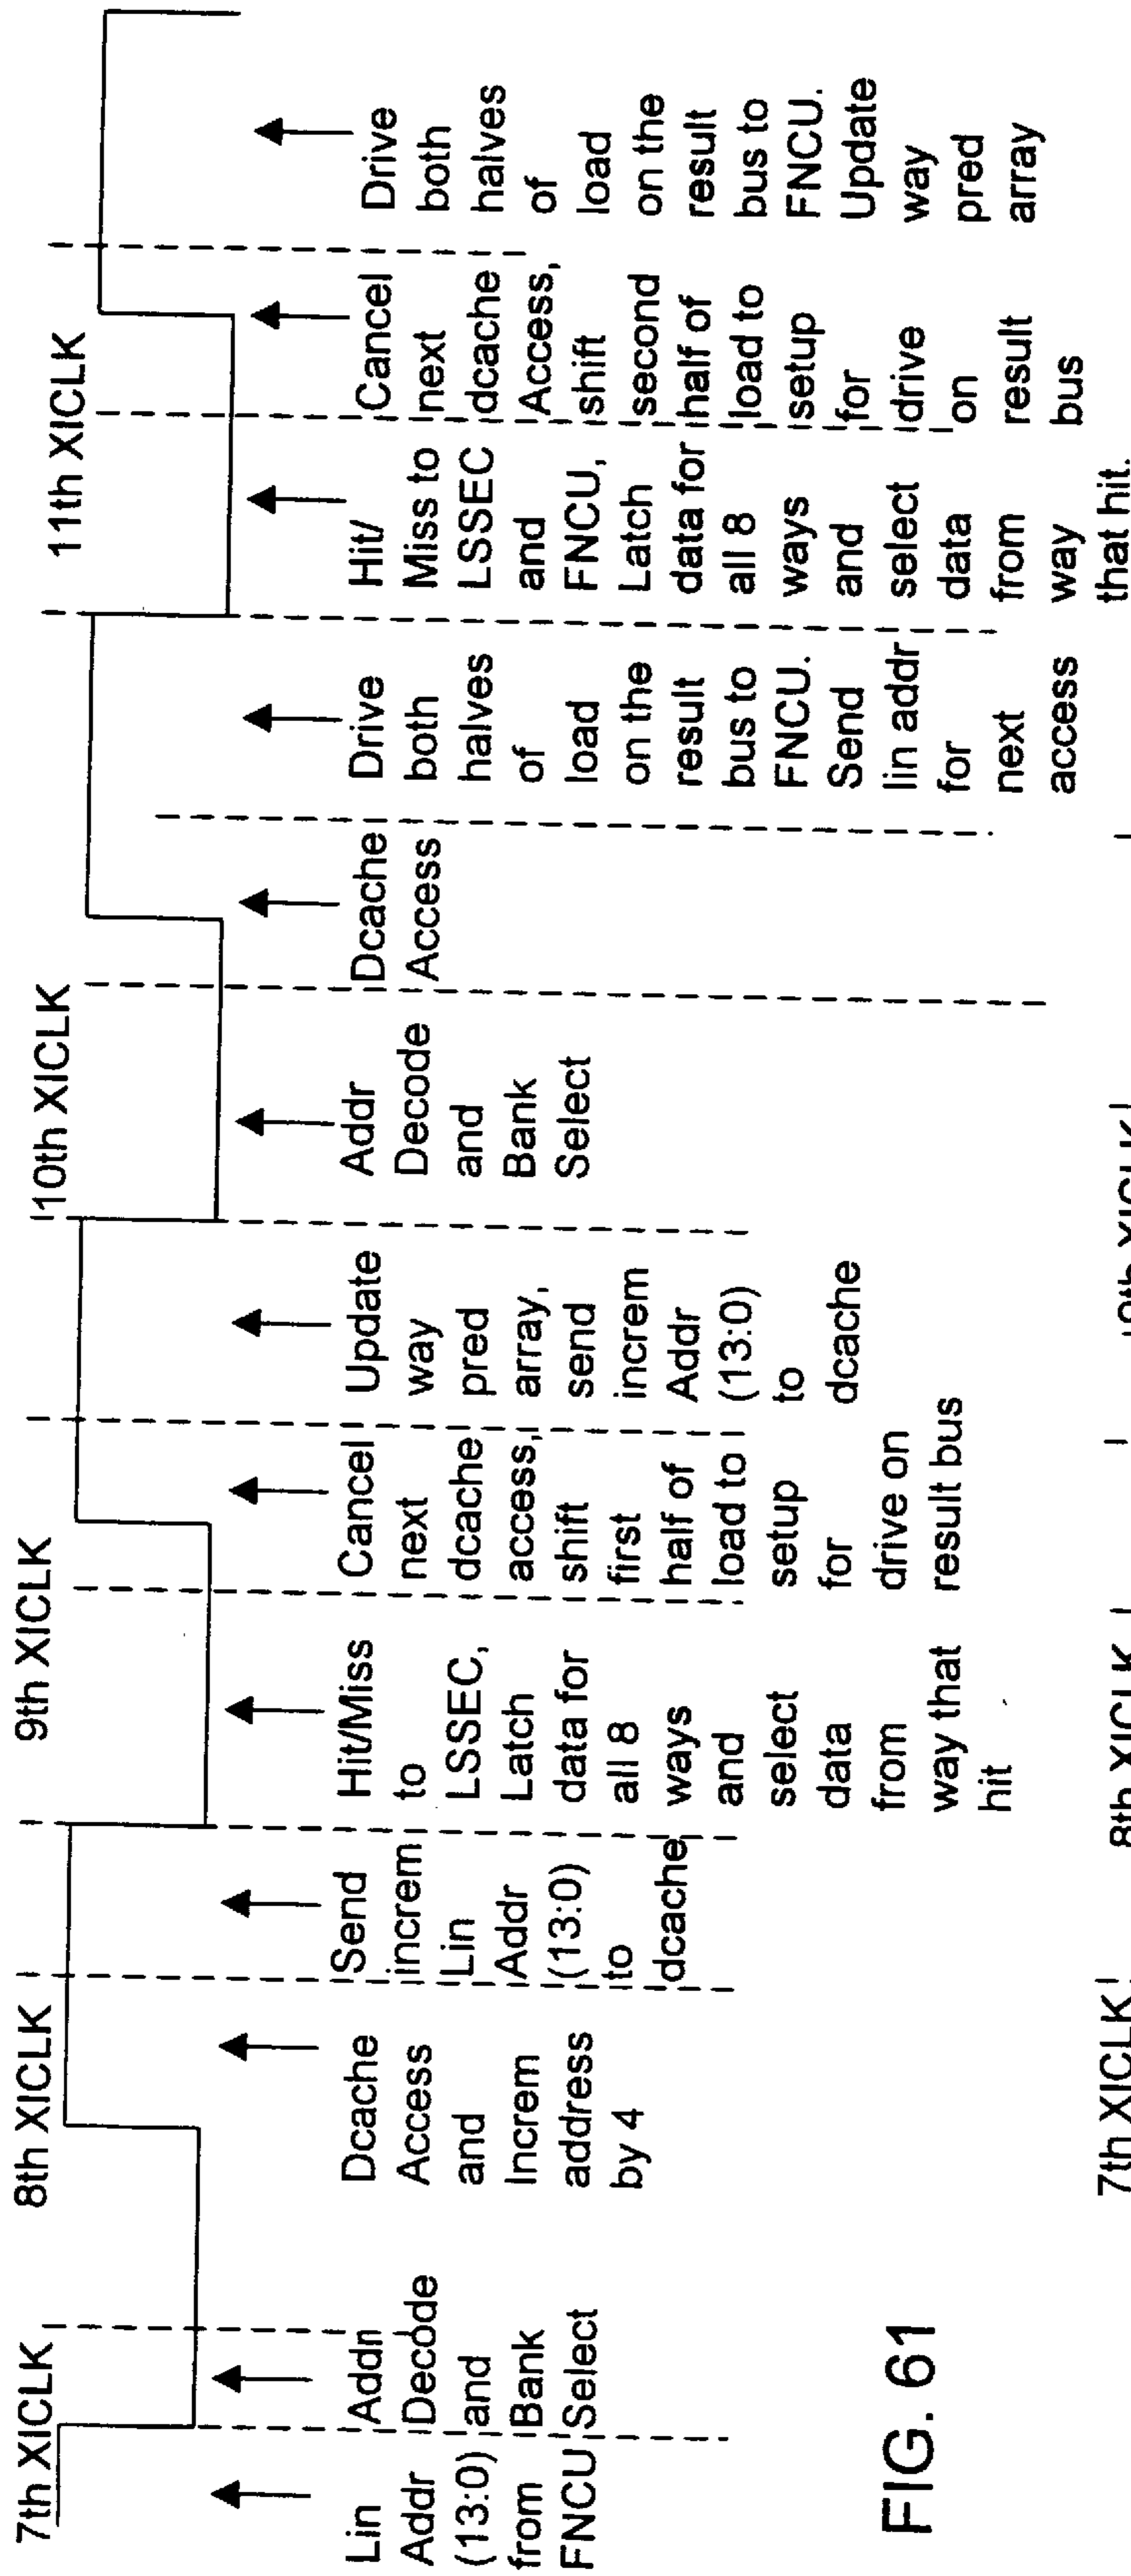 7th XICLK
8th XICLK
9th XICLK
10th XICLK
11th XICLK
Lin
Addr
(13:0)
from
FNCU
Addr
Decode
and
Bank
Select
Dcache
Access
and
Increm
address
by 4
Send
increm
Lin
Addr
(13:0)
to
dcache
Hit/Miss
to
LSSEC,
Latch
data for
all 8
ways
and
select
data
from
way that
hit
Cancel
next
dcache
access,
shift
first
half of
load to
setup
for
drive on
result bus
Update
way
pred
array,
send
increm
Addr
(13:0)
to
dcache
Addr
Decode
and
Bank
Select
Dcache
Access
Drive
both
halves
of
load
on the
result
bus to
FNCU.
Send
lin addr
for
next
access
Hit/
Miss to
LSSEC
and
FNCU,
Latch
data for
all 8
ways
and
select
data
from
way
that hit.
Cancel
next
dcache
Access,
shift
second
half of
load to
setup
for
drive
on
result
bus
Drive
both
halves
of
load
on the
result
bus to
FNCU.
Update
way
pred
array
FIG. 61
7th XICLK
8th XICLK
XICLK